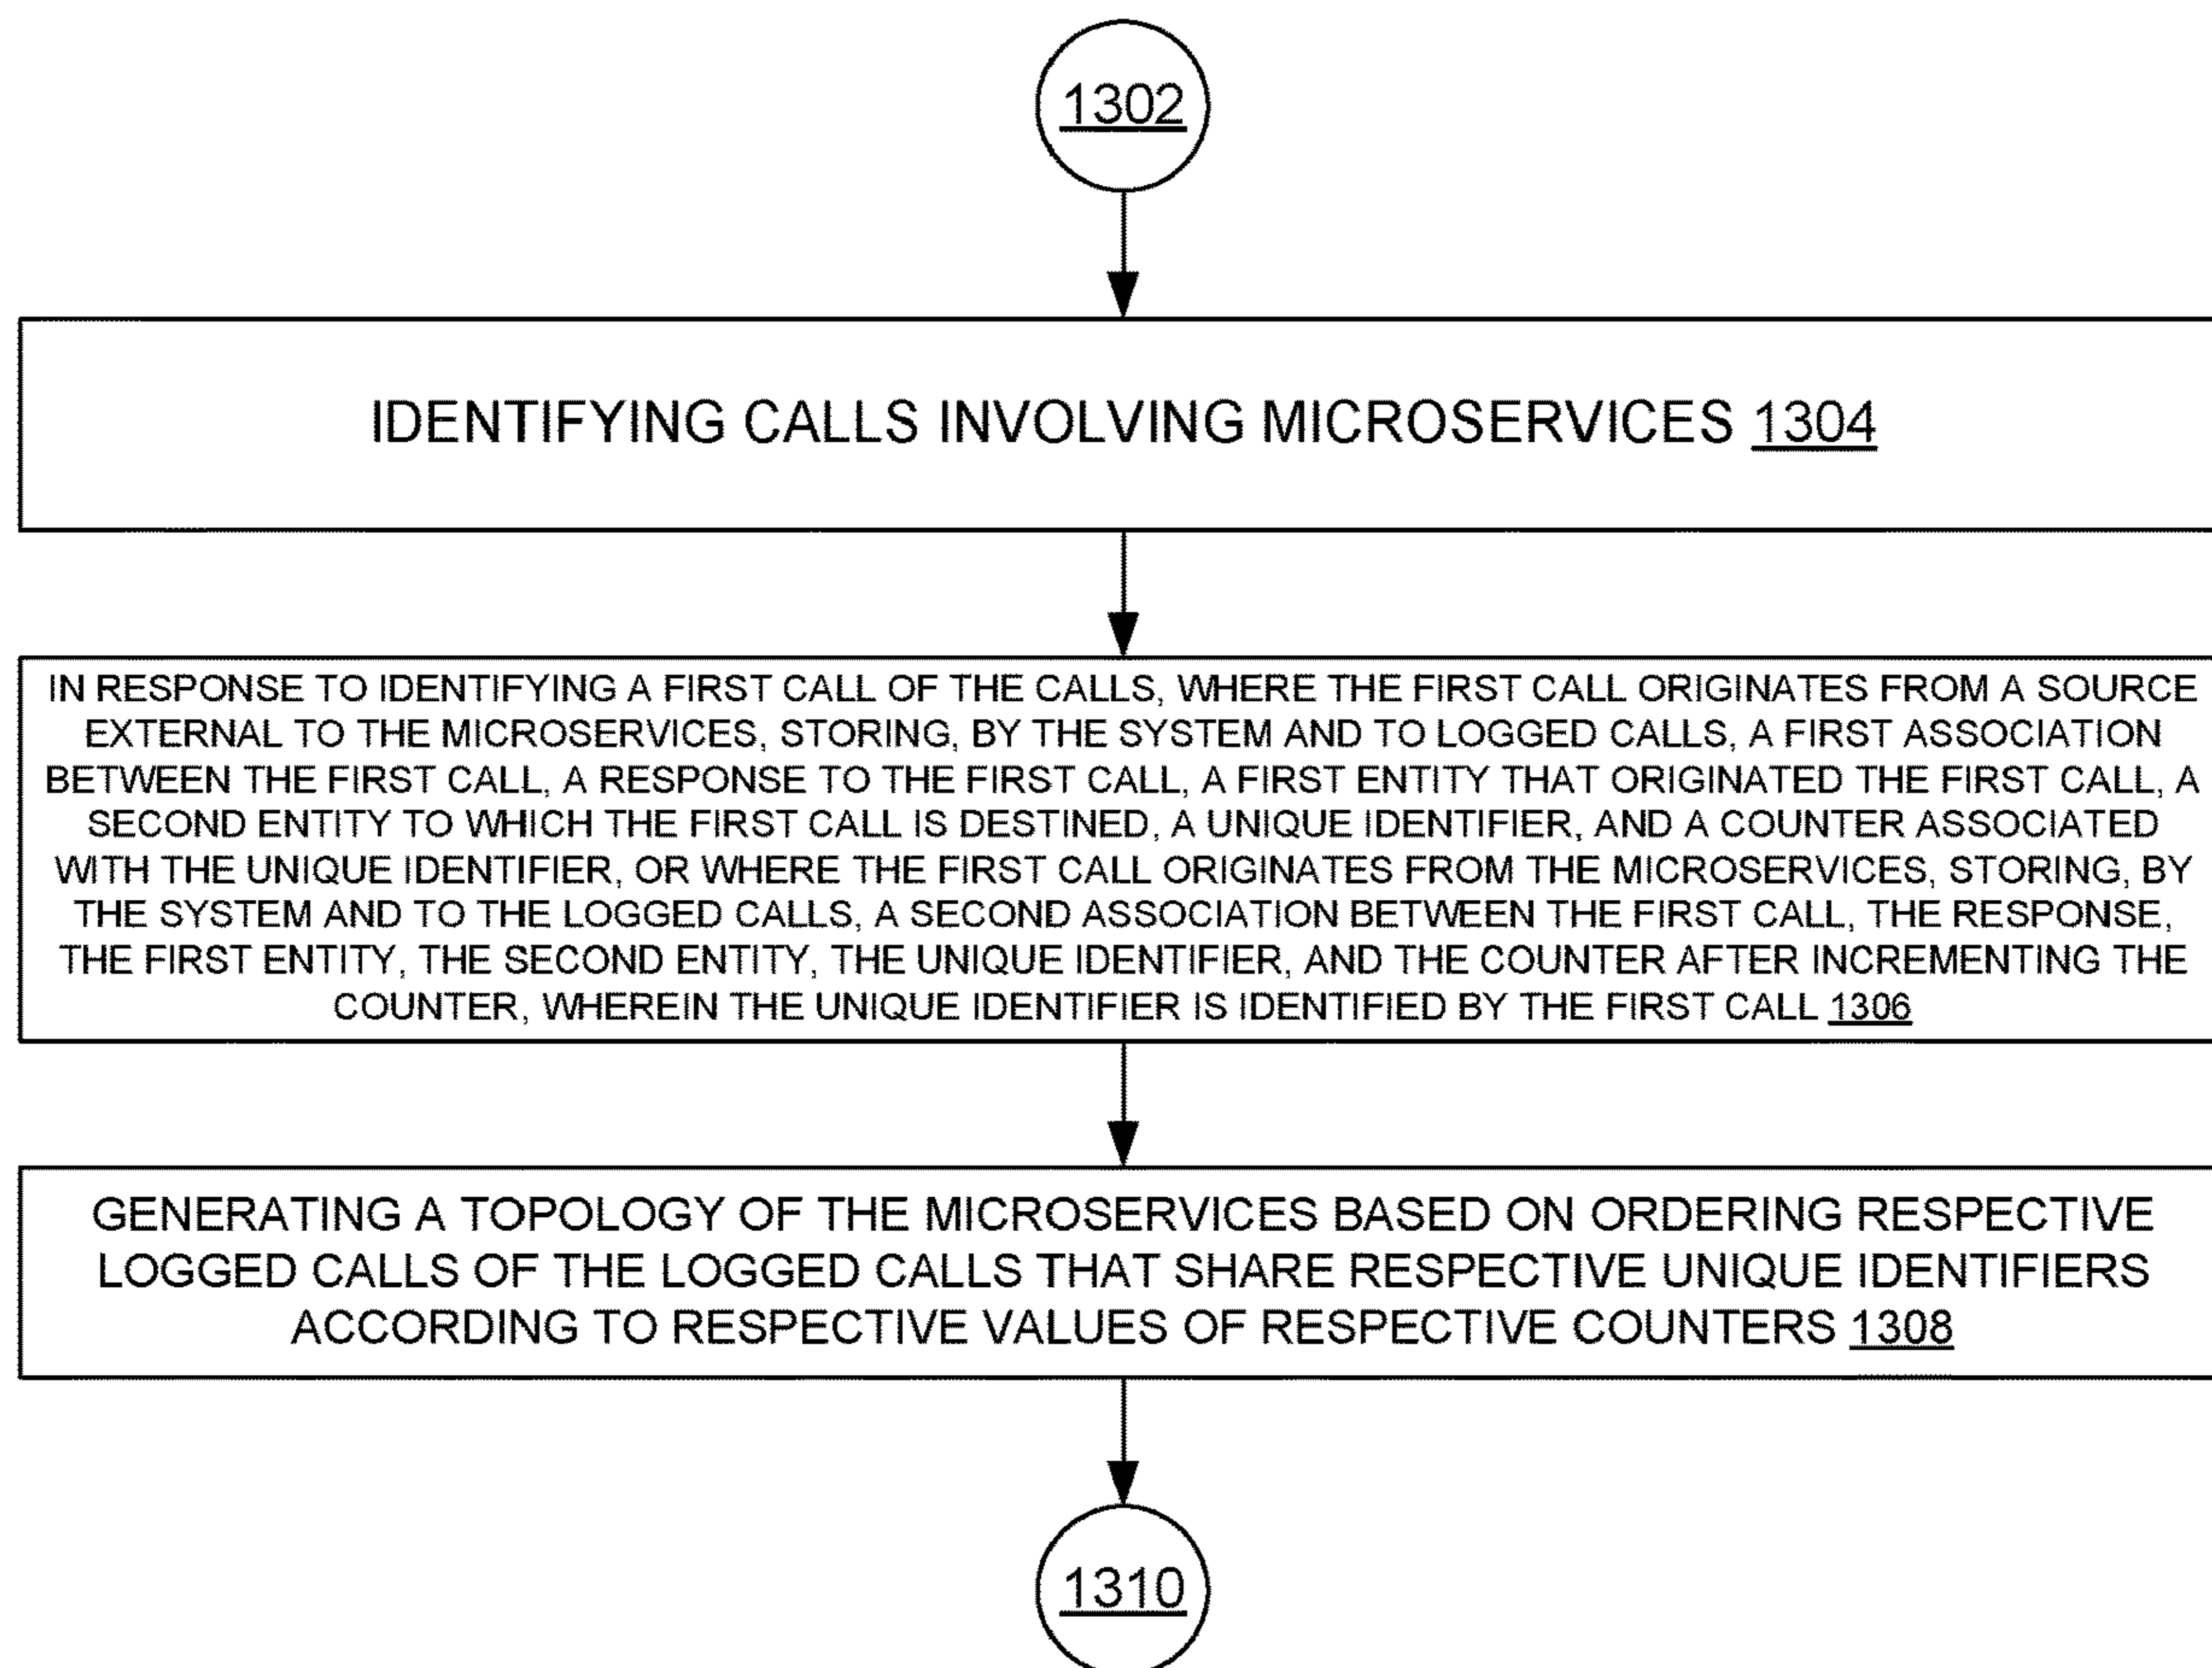 1302
IDENTIFYING CALLS INVOLVING MICROSERVICES 1304
IN RESPONSE TO IDENTIFYING A FIRST CALL OF THE CALLS, WHERE THE FIRST CALL ORIGINATES FROM A SOURCE
EXTERNAL TO THE MICROSERVICES, STORING, BY THE SYSTEM AND TO LOGGED CALLS, A FIRST ASSOCIATION
BETWEEN THE FIRST CALL, A RESPONSE TO THE FIRST CALL, A FIRST ENTITY THAT ORIGINATED THE FIRST CALL, A
SECOND ENTITY TO WHICH THE FIRST CALL IS DESTINED, A UNIQUE IDENTIFIER, AND A COUNTER ASSOCIATED
WITH THE UNIQUE IDENTIFIER, OR WHERE THE FIRST CALL ORIGINATES FROM THE MICROSERVICES, STORING, BY
THE SYSTEM AND TO THE LOGGED CALLS, A SECOND ASSOCIATION BETWEEN THE FIRST CALL, THE RESPONSE,
THE FIRST ENTITY, THE SECOND ENTITY, THE UNIQUE IDENTIFIER, AND THE COUNTER AFTER INCREMENTING THE
COUNTER, WHEREIN THE UNIQUE IDENTIFIER IS IDENTIFIED BY THE FIRST CALL 1306
GENERATING A TOPOLOGY OF THE MICROSERVICES BASED ON ORDERING RESPECTIVE
LOGGED CALLS OF THE LOGGED CALLS THAT SHARE RESPECTIVE UNIQUE IDENTIFIERS
ACCORDING TO RESPECTIVE VALUES OF RESPECTIVE COUNTERS 1308
1310